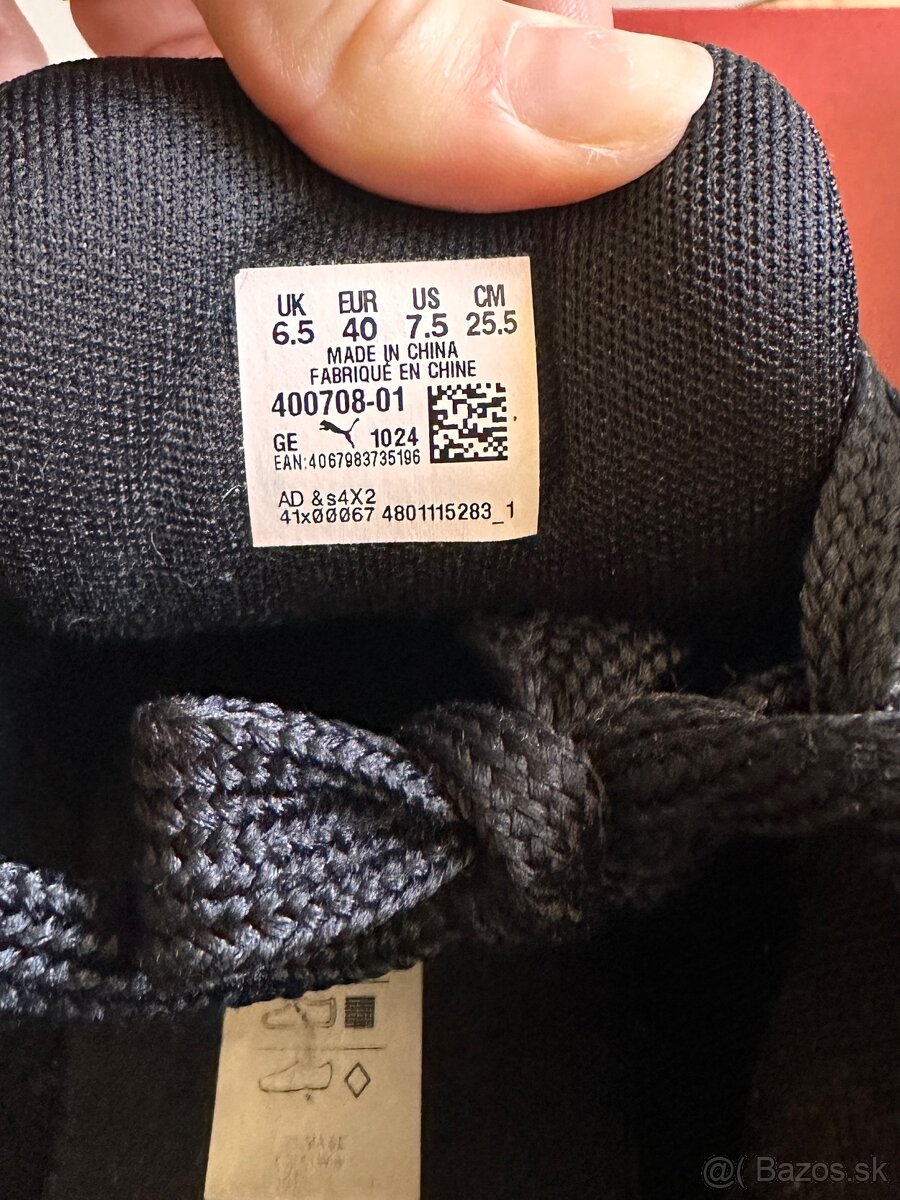 UK EUR US CM
6.5 40 7.5 25.5
MADE IN CHINA
FABRIQUÉ EN CHINE
400708-01
GE 1024
EAN:4067983735196
AD &s4X2
41xØØØ67 4801115283_1
@( Bazos.sk